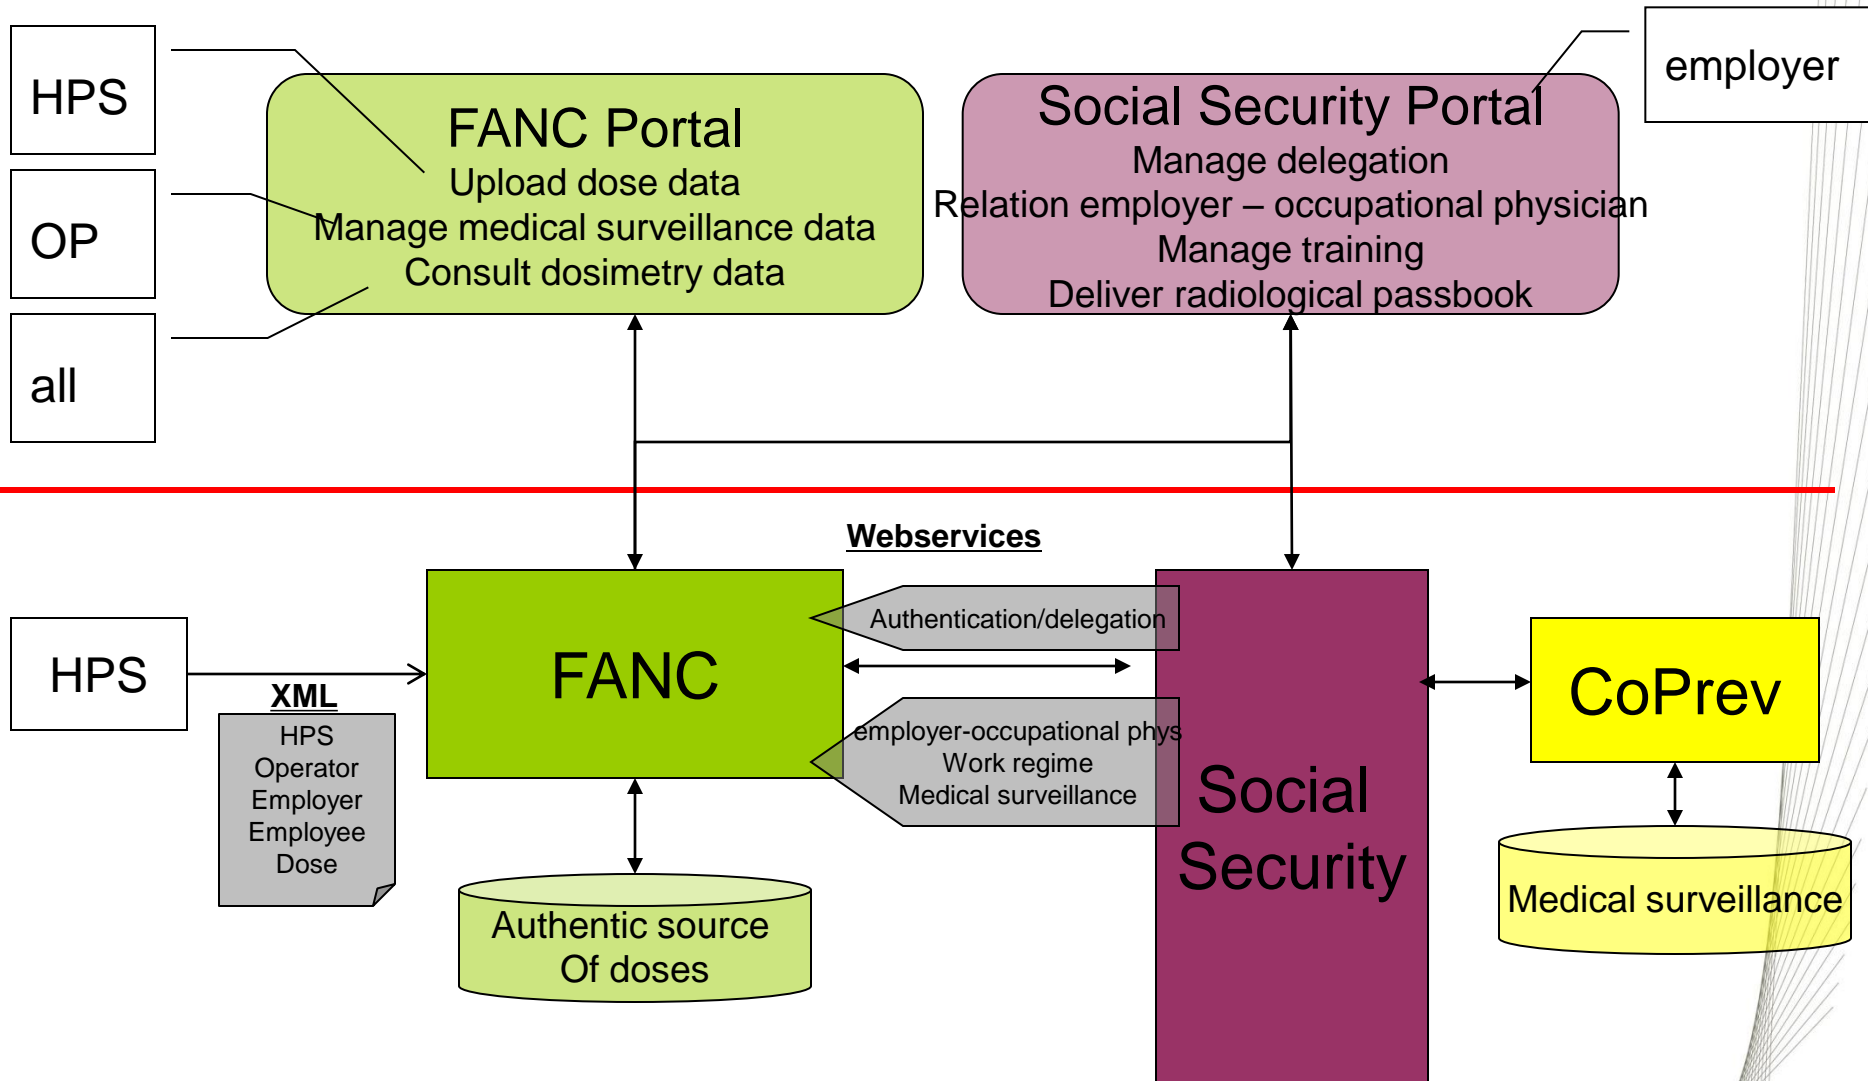 HPS
OP
all
FANC Portal
Upload dose data
Manage medical surveillance data
Consult dosimetry data
Social Security Portal
Manage delegation
Relation employer – occupational physician
Manage training
Deliver radiological passbook
employer
Webservices
HPS
XML
HPS
Operator
Employer
Employee
Dose
FANC
Authentication/delegation
employer-occupational phys
Work regime
Medical surveillance
Social
Security
CoPrev
Authentic source
Of doses
Medical surveillance